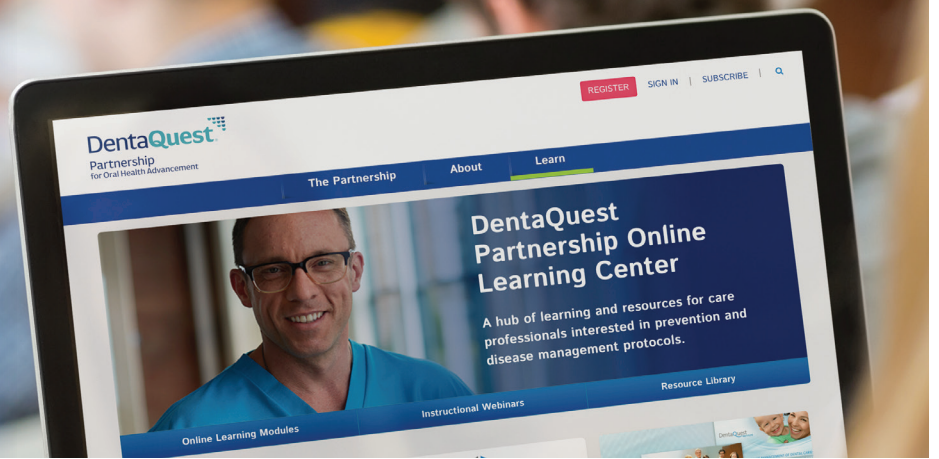 REGISTER
SIGN IN | SUBSCRIBE |
DentaQuest
Partnership
for Oral Health Advancement
The Partnership
About
Learn
DentaQuest
Partnership Online
Learning Center
A hub of learning and resources for care
professionals interested in prevention and
disease management protocols.
Online Learning Modules
Instructional Webinars
Resource Library
DentaQuest